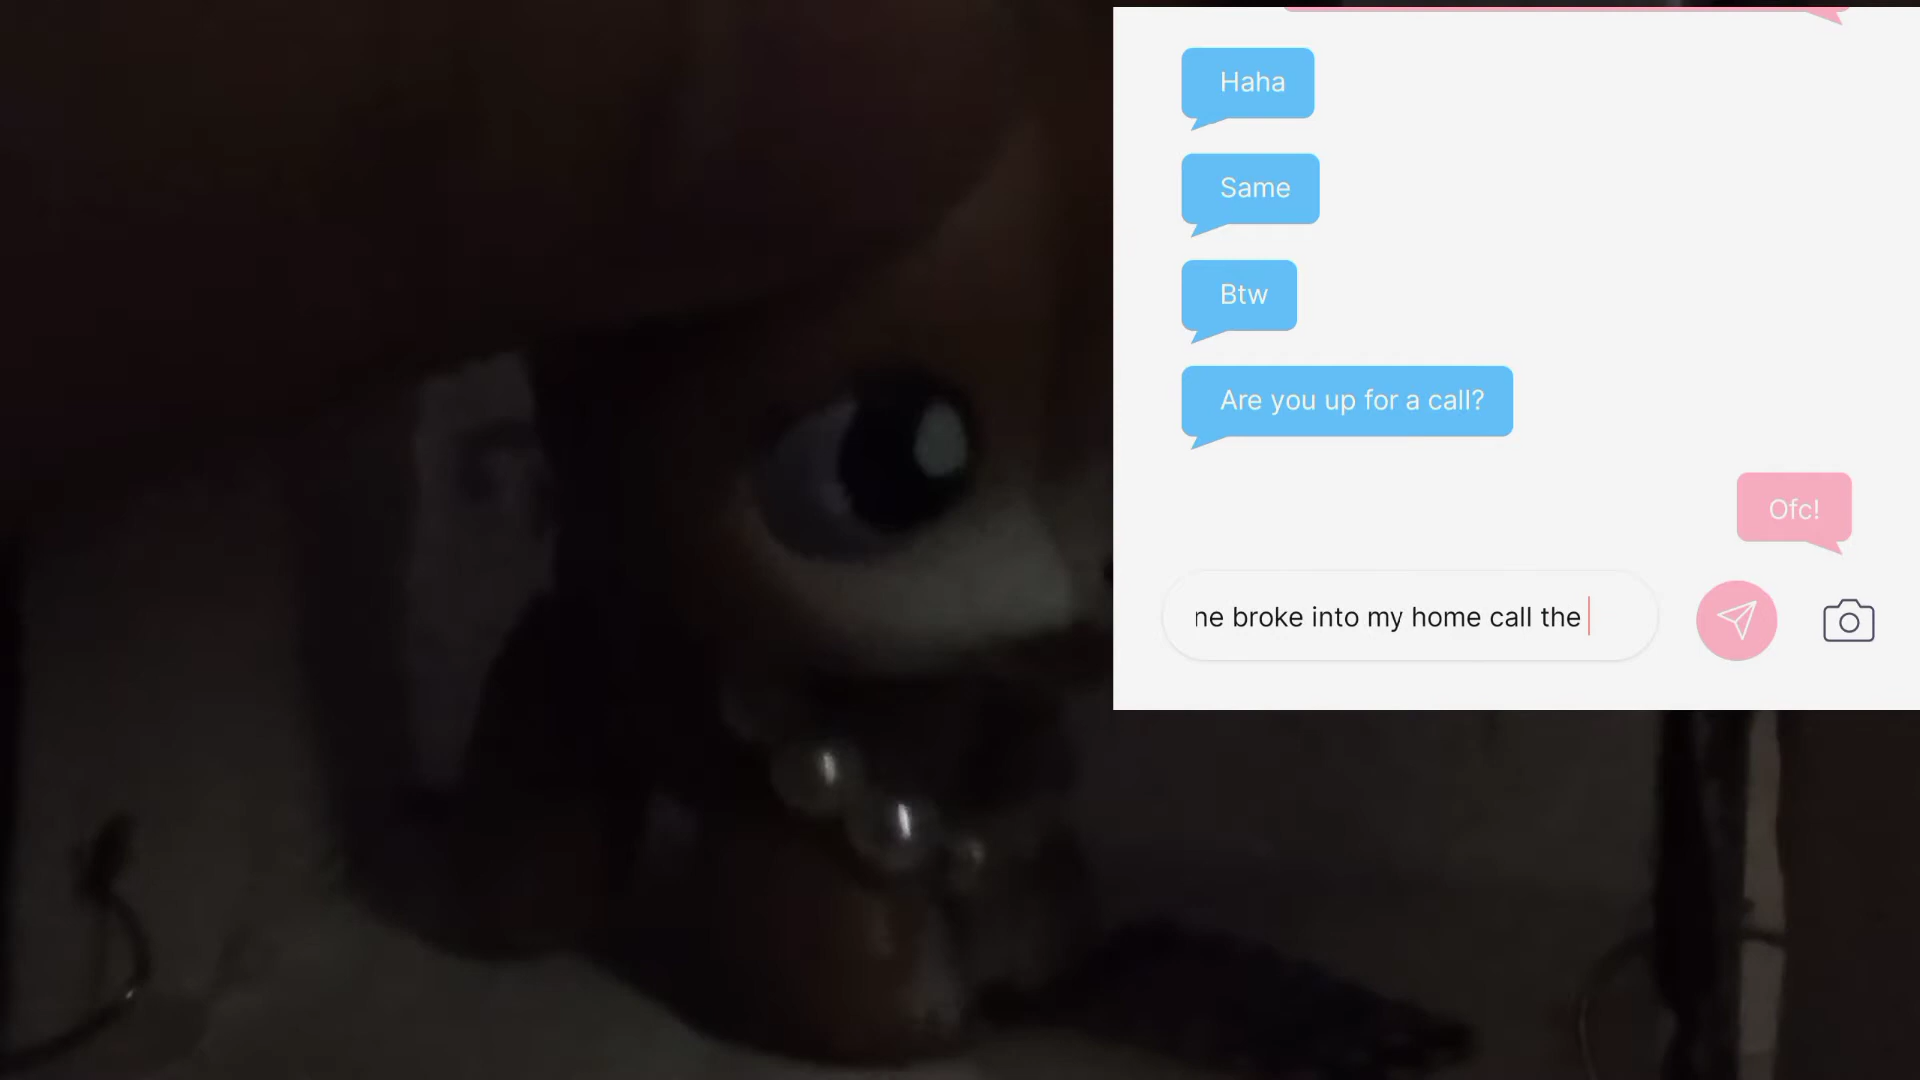 Haha
Same
Btw
Are you up for a call?
Ofc!
ne broke into my home call the